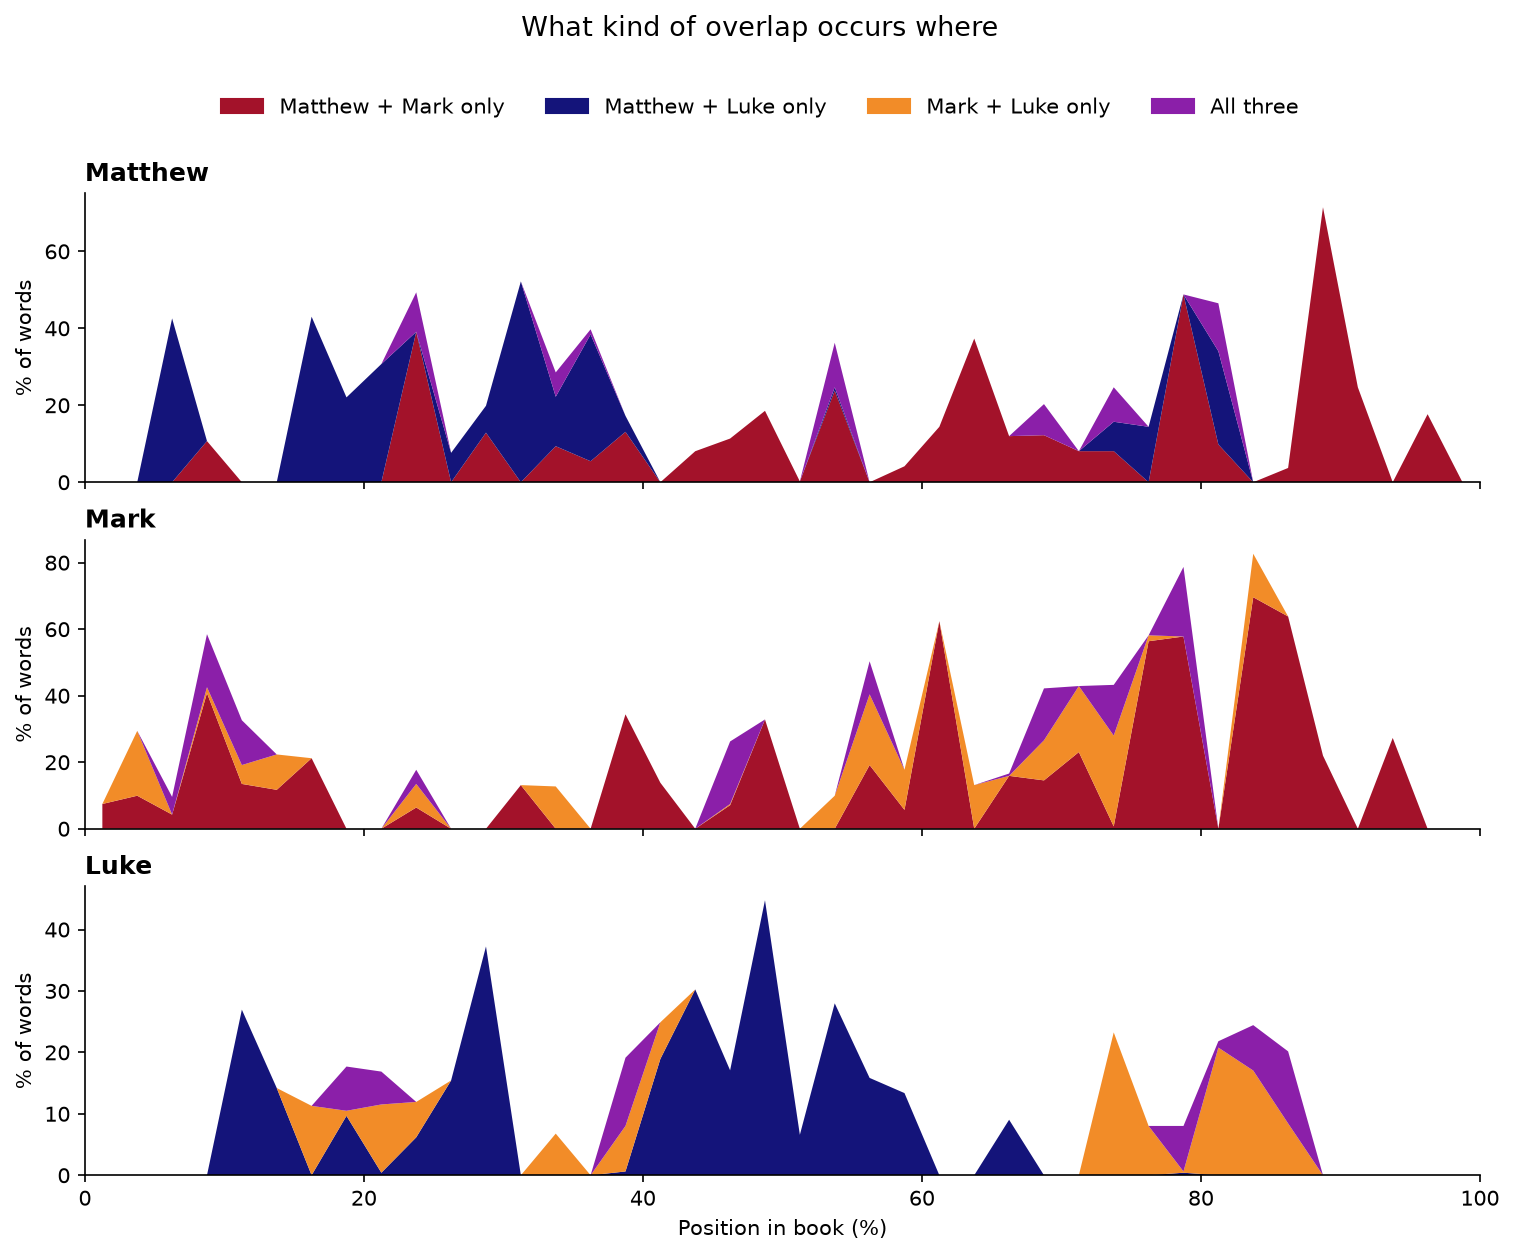 What kind of overlap occurs where
Matthew + Mark only Matthew + Luke only Mark + Luke only All three
Matthew
% of words
60
40
20
0
Mark
% of words
80
60
40
20
0
Luke
% of words
40
30
20
10
0
0 20 40 60 80 100
Position in book (%)